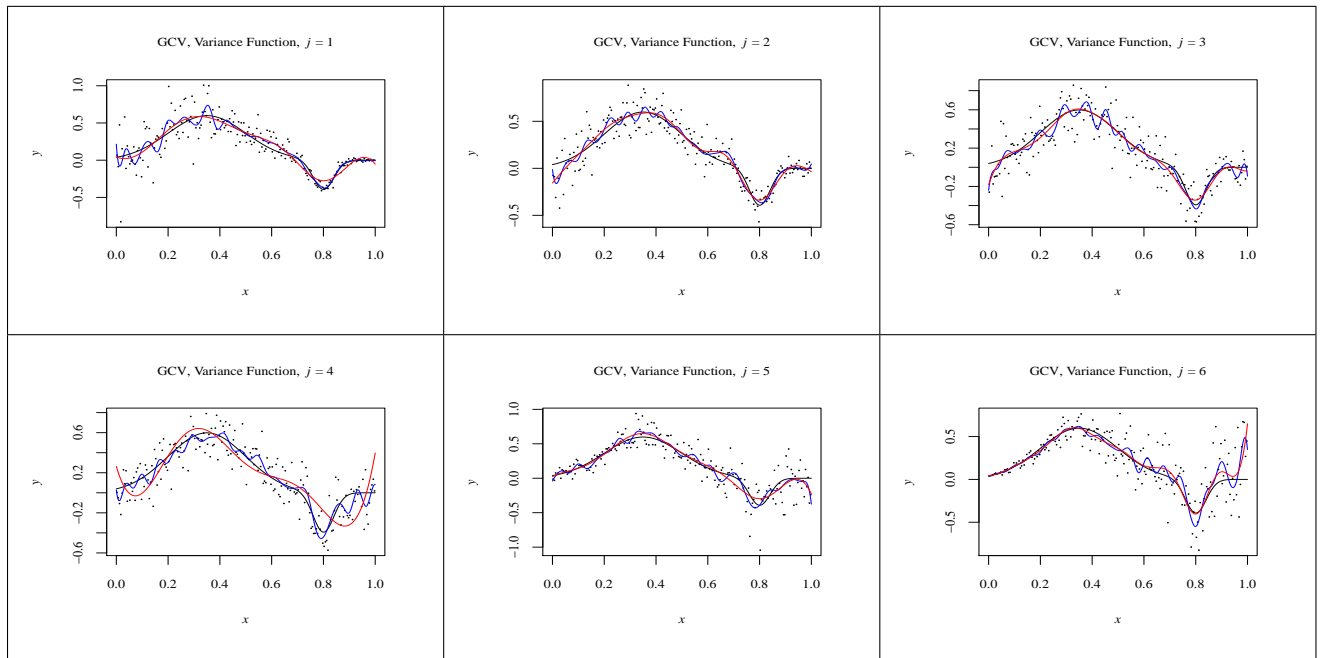 GCV, Variance Function, j = 1
1.0
0.5
0.0
−0.5
y
0.0 0.2 0.4 0.6 0.8 1.0
x
GCV, Variance Function, j = 2
0.5
0.0
−0.5
y
0.0 0.2 0.4 0.6 0.8 1.0
x
GCV, Variance Function, j = 3
0.6
0.2
−0.2
−0.6
y
0.0 0.2 0.4 0.6 0.8 1.0
x
GCV, Variance Function, j = 4
0.6
0.2
−0.2
−0.6
y
0.0 0.2 0.4 0.6 0.8 1.0
x
GCV, Variance Function, j = 5
1.0
0.5
0.0
−0.5
−1.0
y
0.0 0.2 0.4 0.6 0.8 1.0
x
GCV, Variance Function, j = 6
0.5
0.0
−0.5
y
0.0 0.2 0.4 0.6 0.8 1.0
x